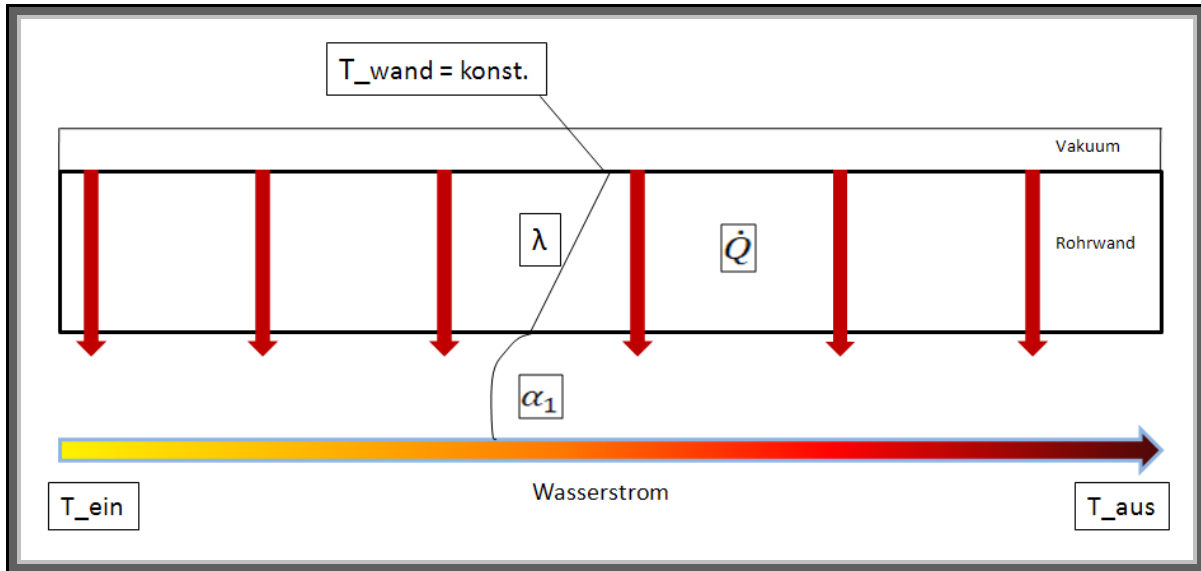 T_wand = konst.
Vakuum
λ
Q̇
Rohrwand
α₁
Wasserstrom
T_ein
T_aus